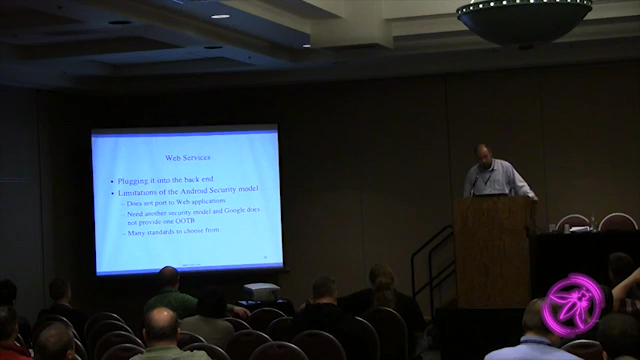 Web Services
• Plugging it into the back end
• Limitations of the Android Security model
– Does not port to Web applications
– Need another security model and Google does
not provide one OOTB
– Many standards to choose from